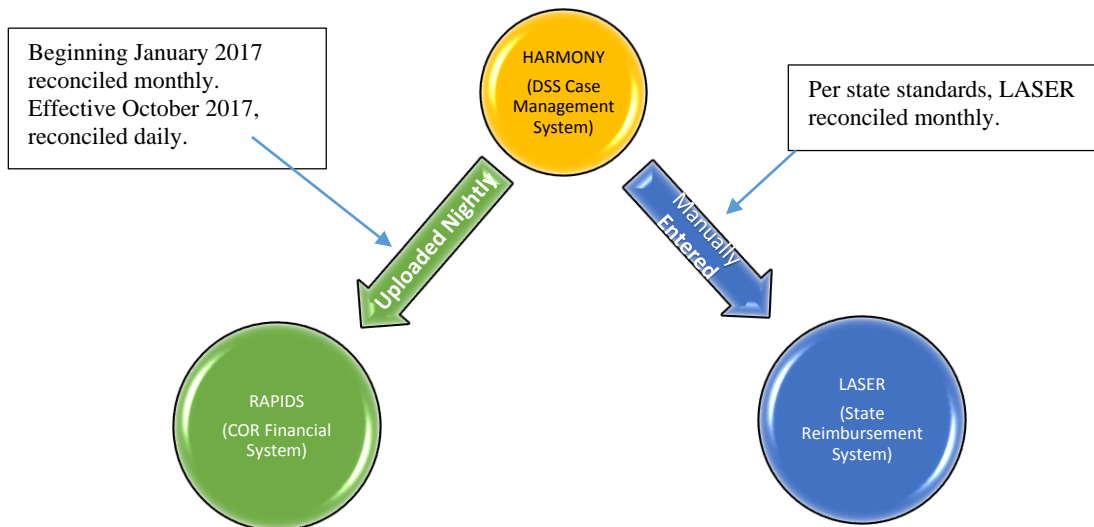 Beginning January 2017
reconciled monthly.
Effective October 2017,
reconciled daily.
HARMONY
(DSS Case
Management
System)
Per state standards, LASER
reconciled monthly.
Uploaded Nightly
Manually
Entered
RAPIDS
(COR Financial
System)
LASER
(State
Reimbursement
System)